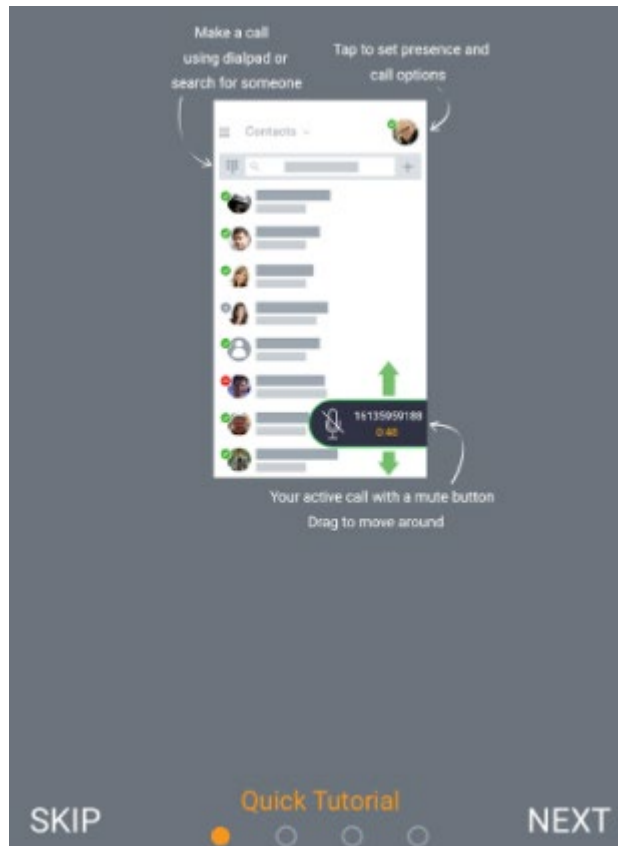 Make a call
using dialpad or
search for someone
Tap to set presence and
call options
Contacts
16135959188
0:46
Your active call with a mute button
Drag to move around
Quick Tutorial
SKIP
NEXT